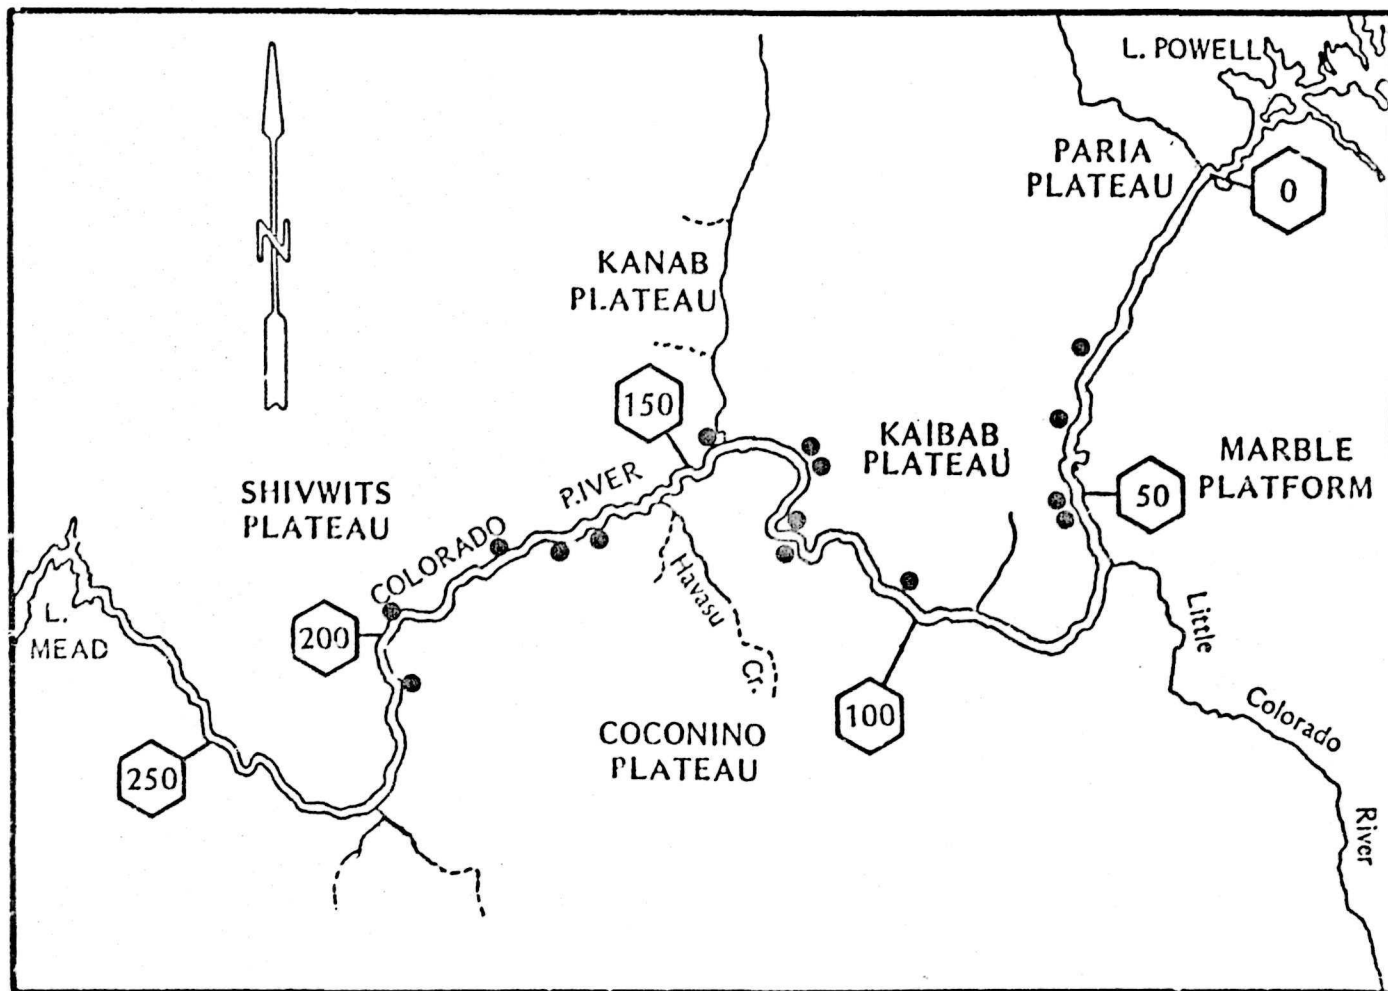 L. POWELL
PARIA
PLATEAU
0
KANAB
PLATEAU
150
KAIBAB
PLATEAU
MARBLE
PLATFORM
50
SHIVWITS
PLATEAU
COLORADO P.IVER
Havasu Cr.
L.
MEAD
200
Little Colorado River
100
COCONINO
PLATEAU
250
N